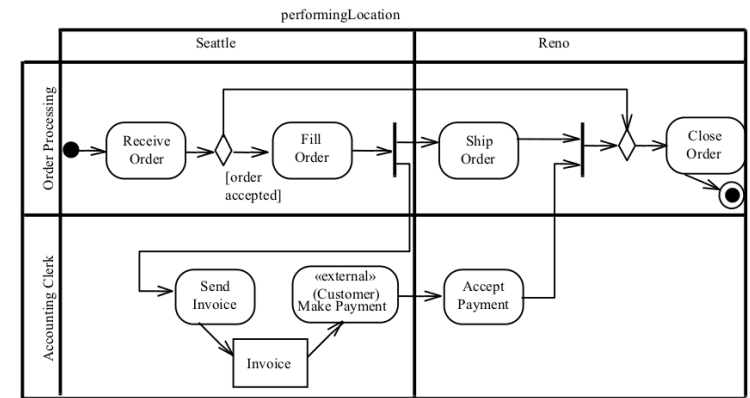 performingLocation
Seattle
Reno
Order Processing
Receive
Order
[order
accepted]
Fill
Order
Ship
Order
Close
Order
Accounting Clerk
Send
Invoice
Invoice
«external»
(Customer)
Make Payment
Accept
Payment